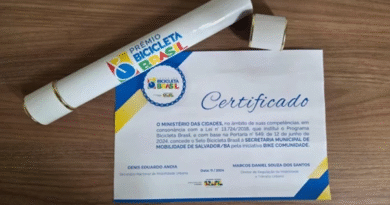 PRÊMIO
BICICLETA
BRASIL
BICICLETA
BRASIL
Certificado
O MINISTÉRIO DAS CIDADES, no âmbito de suas competências, em
consonância com a Lei nº 13.724/2018, que institui o Programa
Bicicleta Brasil, e com base na Portaria nº 590 de 12 de junho de
2024, concede o Selo Bicicleta Brasil a SECRETARIA MUNICIPAL DE
MOBILIDADE DE SALVADOR/BA pela iniciativa BIKE COMUNIDADE.
DENIS EDUARDO ANDIA
MARCOS DANIEL SOUZA DOS SANTOS